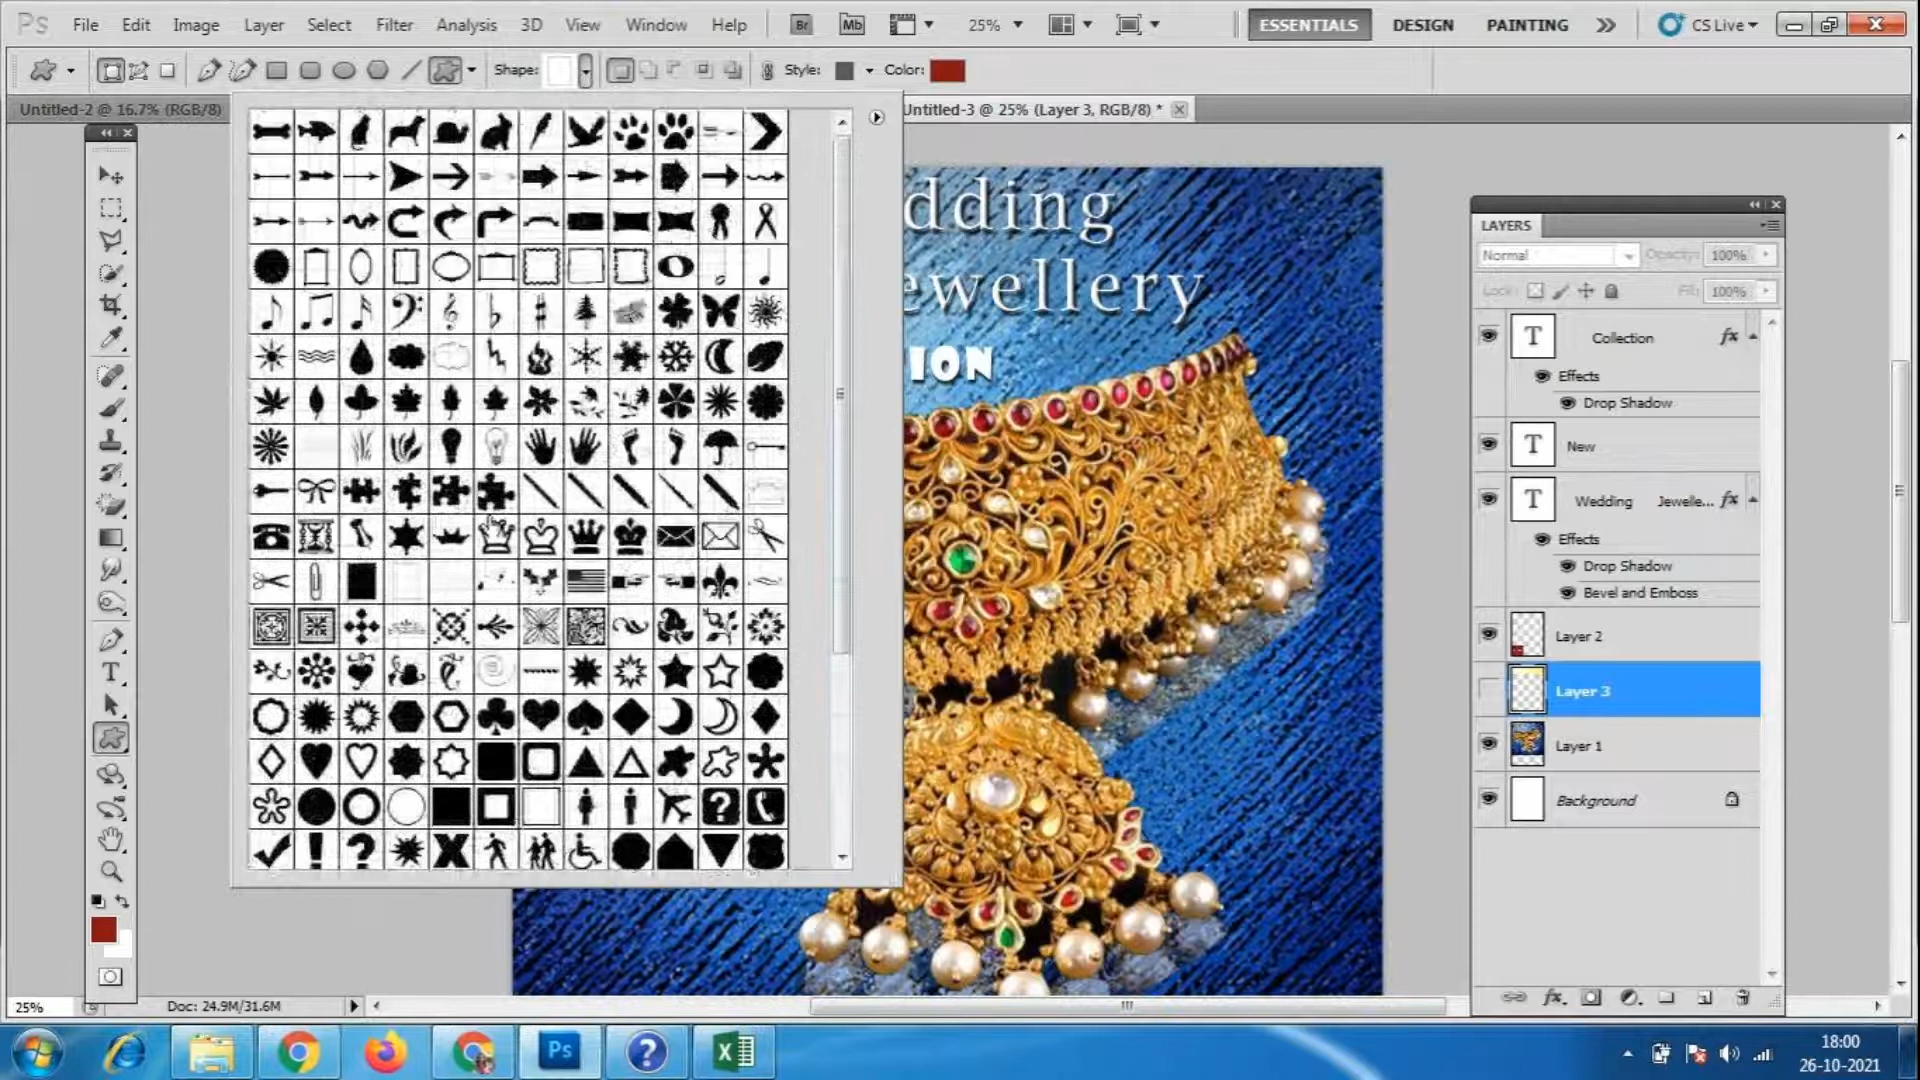 Ps File Edit Image Layer Select Filter Analysis 3D View Window Help Br Mb 25% ESSENTIALS DESIGN PAINTING CS Live
Shape: Style: Color:
Untitled-2 @ 16.7% (RGB/8)
Untitled-3 @ 25% (Layer 3, RGB/8) *
dding
ewellery
ION
LAYERS
Normal Opacity: 100%
Lock: Fill: 100%
T Collection fx
Effects
Drop Shadow
T New
T Wedding Jewelle... fx
Effects
Drop Shadow
Bevel and Emboss
Layer 2
Layer 3
Layer 1
Background
T
25% Doc: 24.9M/31.6M
fx.
Ps
18:00
26-10-2021